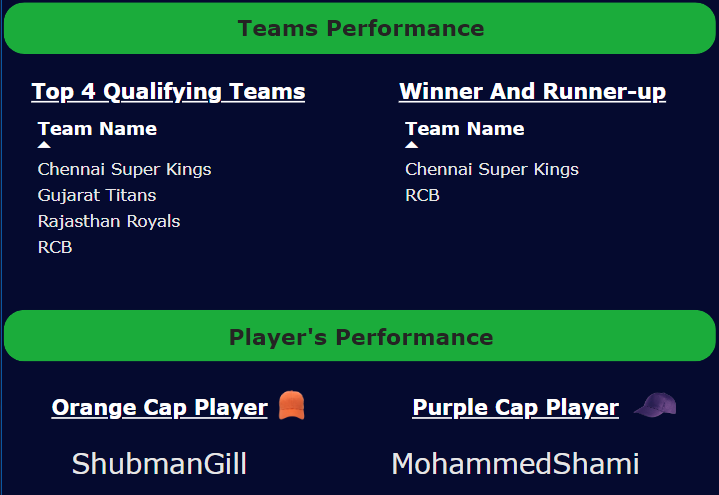 Teams Performance
Top 4 Qualifying Teams
Team Name
Chennai Super Kings
Gujarat Titans
Rajasthan Royals
RCB
Winner And Runner-up
Team Name
Chennai Super Kings
RCB
Player's Performance
Orange Cap Player
ShubmanGill
Purple Cap Player
MohammedShami